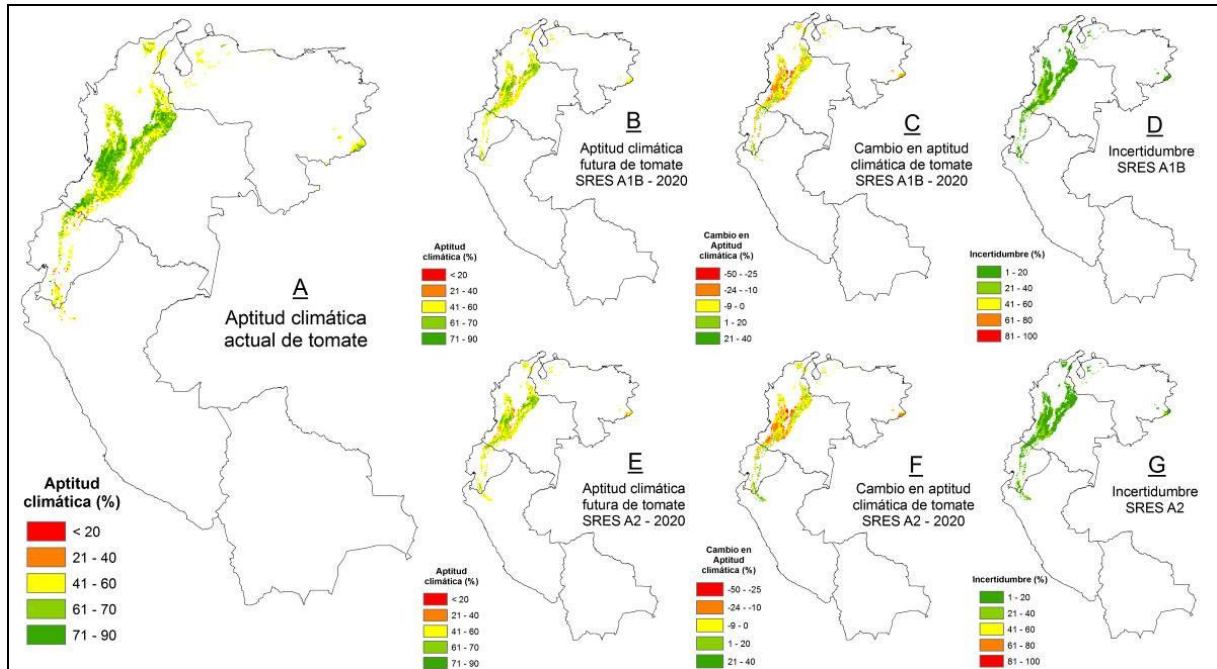 A
Aptitud climática
actual de tomate
Aptitud
climática (%)
< 20
21 - 40
41 - 60
61 - 70
71 - 90
B
Aptitud climática
futura de tomate
SRES A1B - 2020
Aptitud
climática (%)
< 20
21 - 40
41 - 60
61 - 70
71 - 90
C
Cambio en aptitud
climática de tomate
SRES A1B - 2020
Cambio en
Aptitud
climática (%)
-50 - -25
-24 - -10
-9 - 0
1 - 20
21 - 40
D
Incertidumbre
SRES A1B
Incertidumbre (%)
1 - 20
21 - 40
41 - 60
61 - 80
81 - 100
E
Aptitud climática
futura de tomate
SRES A2 - 2020
Aptitud
climática (%)
< 20
21 - 40
41 - 60
61 - 70
71 - 90
F
Cambio en aptitud
climática de tomate
SRES A2 - 2020
Cambio en
Aptitud
climática (%)
-50 - -25
-24 - -10
-9 - 0
1 - 20
21 - 40
G
Incertidumbre
SRES A2
Incertidumbre (%)
1 - 20
21 - 40
41 - 60
61 - 80
81 - 100